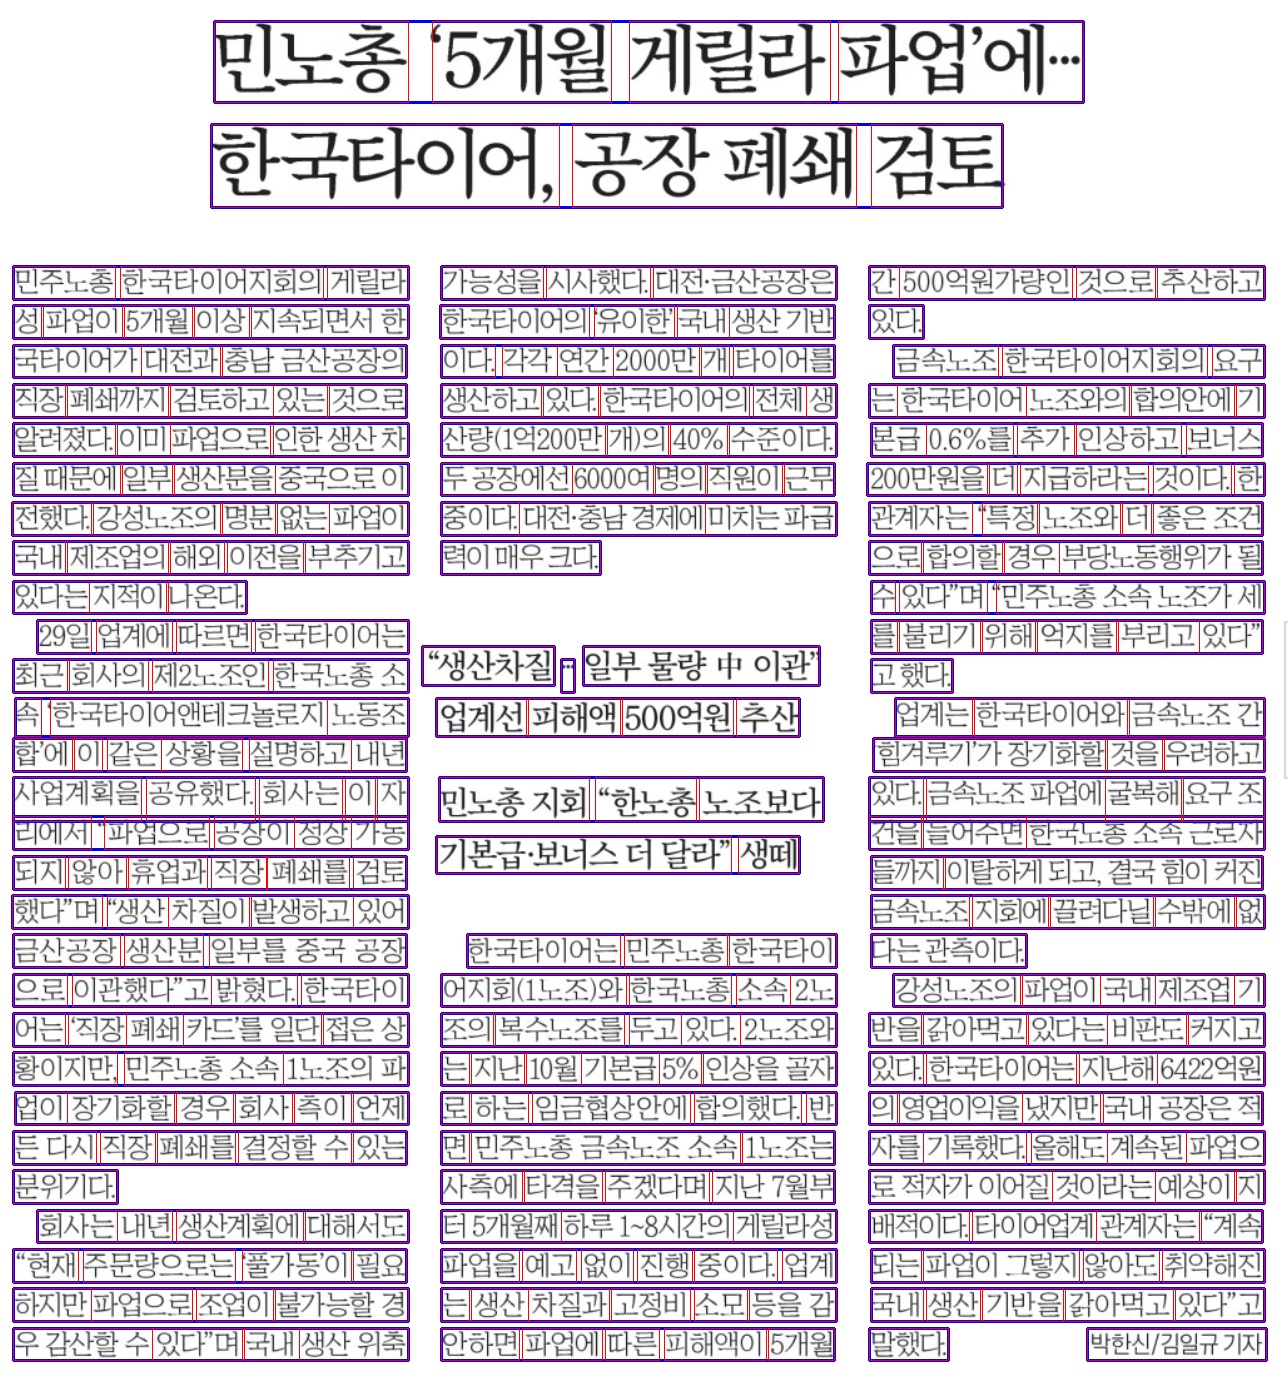 민노총 ‘5개월 게릴라 파업’에…
한국타이어, 공장 폐쇄 검토
민주노총 한국타이어지회의 게릴라
성 파업이 5개월 이상 지속되면서 한
국타이어가 대전과 충남 금산공장의
직장 폐쇄까지 검토하고 있는 것으로
알려졌다. 이미 파업으로 인한 생산 차
질 때문에 일부 생산분을 중국으로 이
전했다. 강성노조의 명분 없는 파업이
국내 제조업의 해외 이전을 부추기고
있다는 지적이 나온다.
29일 업계에 따르면 한국타이어는
최근 회사의 제2노조인 한국노총 소
속 ‘한국타이어앤테크놀로지 노동조
합’에 이 같은 상황을 설명하고 내년
사업계획을 공유했다. 회사는 이 자
리에서 “파업으로 공장이 정상 가동
되지 않아 휴업과 직장 폐쇄를 검토
했다”며 “생산 차질이 발생하고 있어
금산공장 생산분 일부를 중국 공장
으로 이관했다”고 밝혔다. 한국타이
어는 ‘직장 폐쇄 카드’를 일단 접은 상
황이지만, 민주노총 소속 1노조의 파
업이 장기화할 경우 회사 측이 언제
든 다시 직장 폐쇄를 결정할 수 있는
분위기다.
회사는 내년 생산계획에 대해서도
“현재 주문량으로는 ‘풀가동’이 필요
하지만 파업으로 조업이 불가능할 경
우 감산할 수 있다”며 국내 생산 위축
가능성을 시사했다. 대전·금산공장은
한국타이어의 ‘유이한’ 국내 생산 기반
이다. 각각 연간 2000만 개 타이어를
생산하고 있다. 한국타이어의 전체 생
산량(1억200만 개)의 40% 수준이다.
두 공장에선 6000여 명의 직원이 근무
중이다. 대전·충남 경제에 미치는 파급
력이 매우 크다.
“생산차질… 일부 물량 中 이관”
업계선 피해액 500억원 추산
민노총 지회 “한노총 노조보다
기본급·보너스 더 달라” 생떼
한국타이어는 민주노총 한국타이
어지회(1노조)와 한국노총 소속 2노
조의 복수노조를 두고 있다. 2노조와
는 지난 10월 기본급 5% 인상을 골자
로 하는 임금협상안에 합의했다. 반
면 민주노총 금속노조 소속 1노조는
사측에 타격을 주겠다며 지난 7월부
터 5개월째 하루 1~8시간의 게릴라성
파업을 예고 없이 진행 중이다. 업계
는 생산 차질과 고정비 소모 등을 감
안하면 파업에 따른 피해액이 5개월
간 500억원가량인 것으로 추산하고
있다.
금속노조 한국타이어지회의 요구
는 한국타이어 노조와의 합의안에 기
본급 0.6%를 추가 인상하고 보너스
200만원을 더 지급하라는 것이다. 한
관계자는 “특정 노조와 더 좋은 조건
으로 합의할 경우 부당노동행위가 될
수 있다”며 “민주노총 소속 노조가 세
를 불리기 위해 억지를 부리고 있다”
고 했다.
업계는 한국타이어와 금속노조 간
힘겨루기’가 장기화할 것을 우려하고
있다. 금속노조 파업에 굴복해 요구 조
건을 들어주면 한국노총 소속 근로자
들까지 이탈하게 되고, 결국 힘이 커진
금속노조 지회에 끌려다닐 수밖에 없
다는 관측이다.
강성노조의 파업이 국내 제조업 기
반을 갉아먹고 있다는 비판도 커지고
있다. 한국타이어는 지난해 6422억원
의 영업이익을 냈지만 국내 공장은 적
자를 기록했다. 올해도 계속된 파업으
로 적자가 이어질 것이라는 예상이 지
배적이다. 타이어업계 관계자는 “계속
되는 파업이 그렇지 않아도 취약해진
국내 생산 기반을 갉아먹고 있다”고
말했다.
박한신/김일규 기자